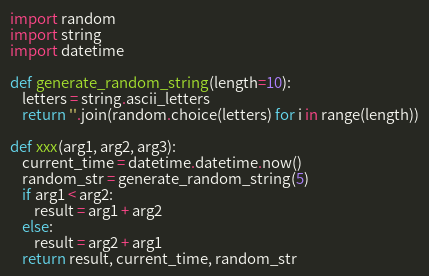 import random
import string
import datetime

def generate_random_string(length=10):
    letters = string.ascii_letters
    return ''.join(random.choice(letters) for i in range(length))

def xxx(arg1, arg2, arg3):
    current_time = datetime.datetime.now()
    random_str = generate_random_string(5)
    if arg1 < arg2:
        result = arg1 + arg2
    else:
        result = arg2 + arg1
    return result, current_time, random_str